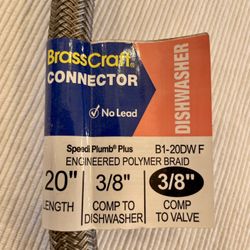 BrassCraft®
CONNECTOR
No Lead
DISHWASHER
Speedi Plumb® Plus B1-20DW F
ENGINEERED POLYMER BRAID
20" 3/8" 3/8"
LENGTH COMP TO DISHWASHER COMP TO VALVE